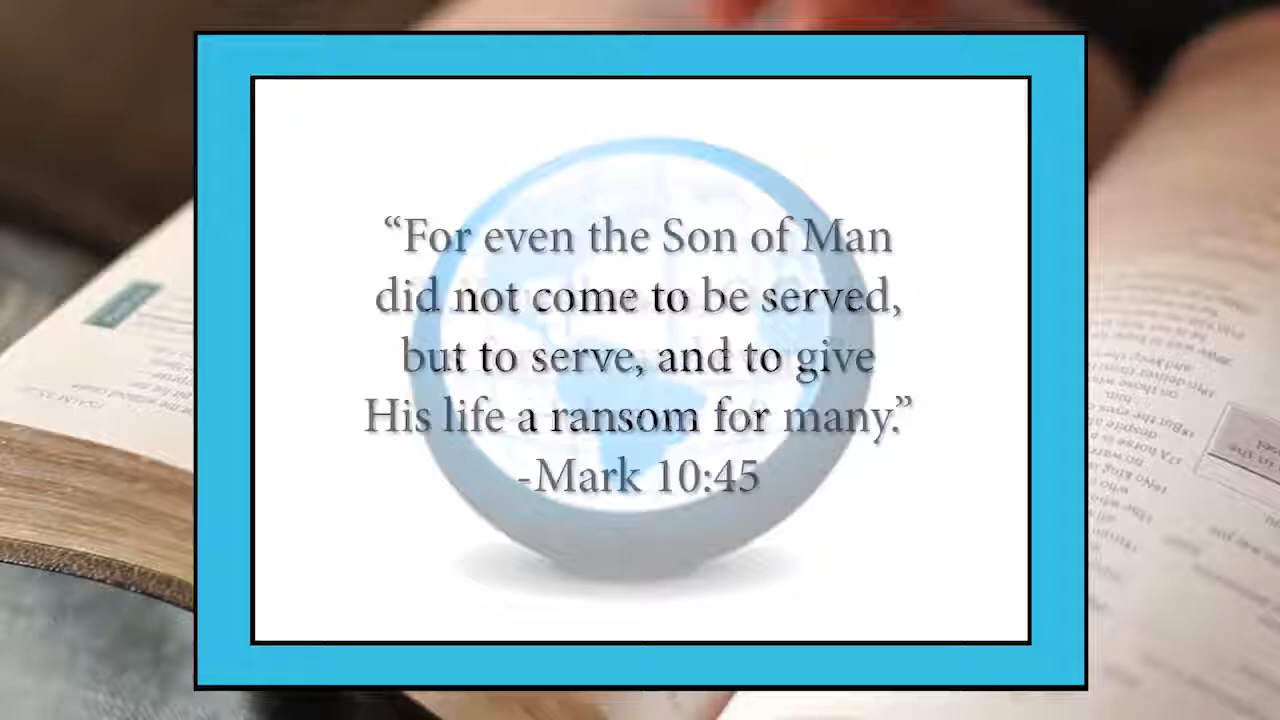 “For even the Son of Man
did not come to be served,
but to serve, and to give
His life a ransom for many.”
-Mark 10:45